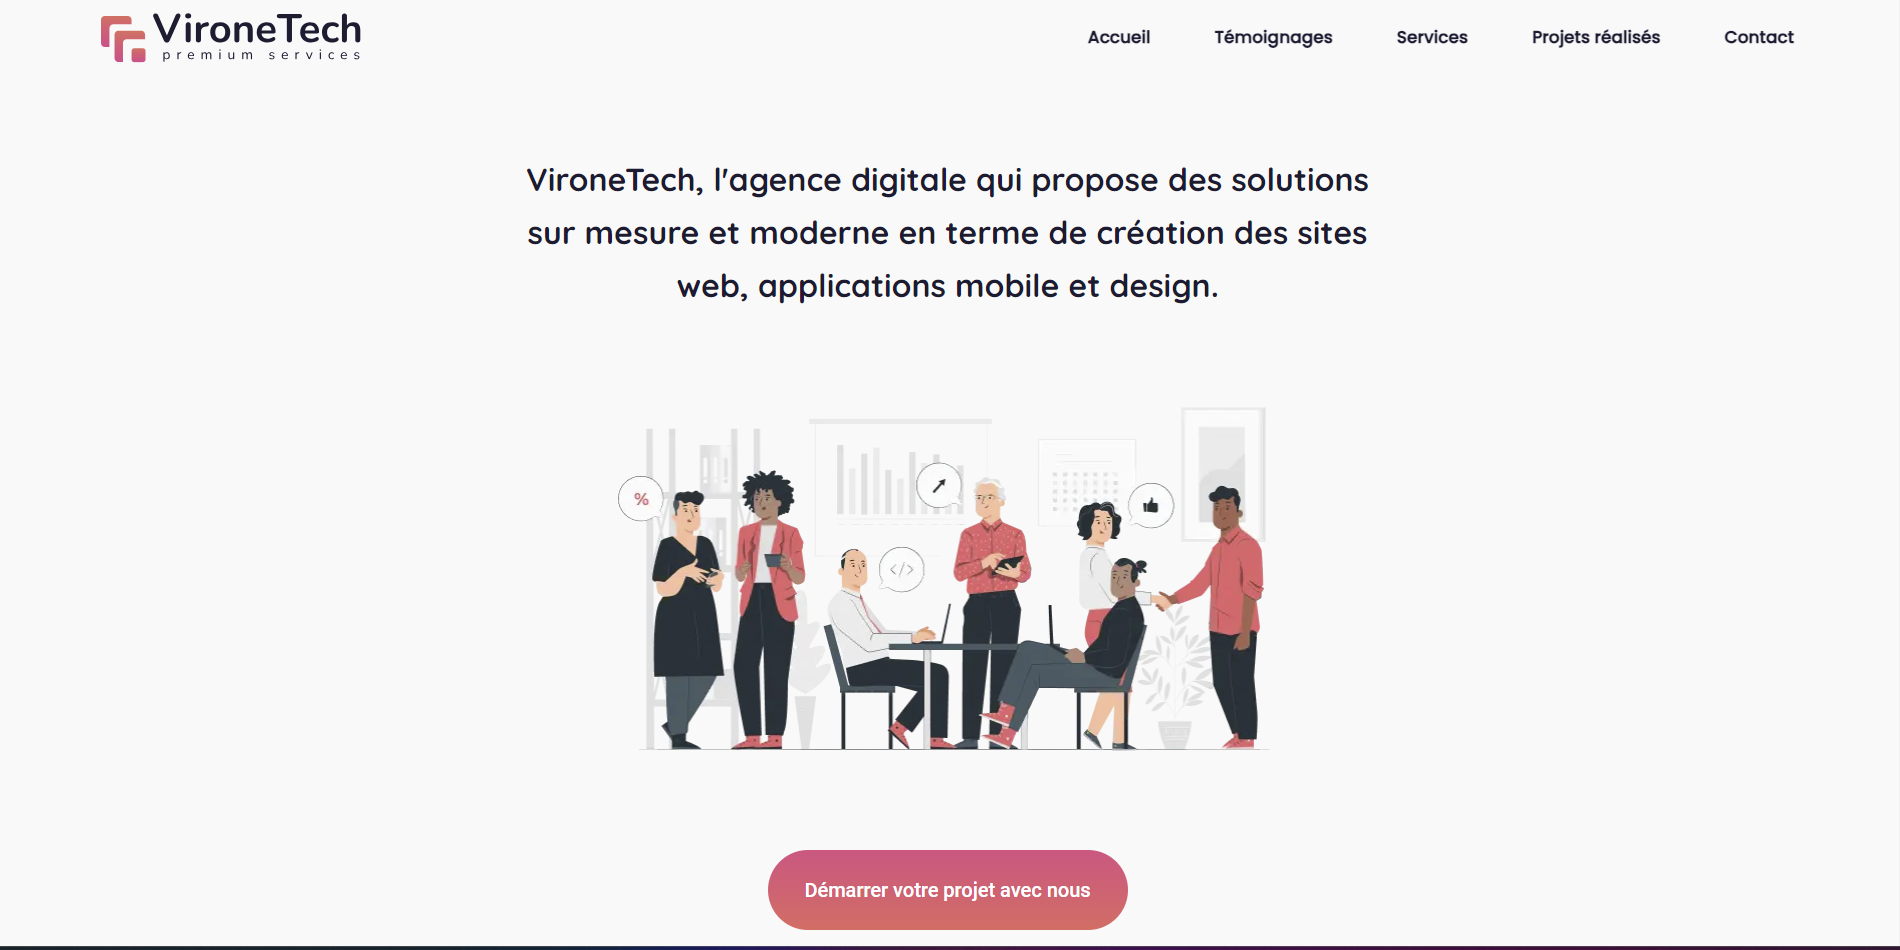 VironeTech
premium services
Accueil
Témoignages
Services
Projets réalisés
Contact
VironeTech, l'agence digitale qui propose des solutions
sur mesure et moderne en terme de création des sites
web, applications mobile et design.
%
</>
Démarrer votre projet avec nous